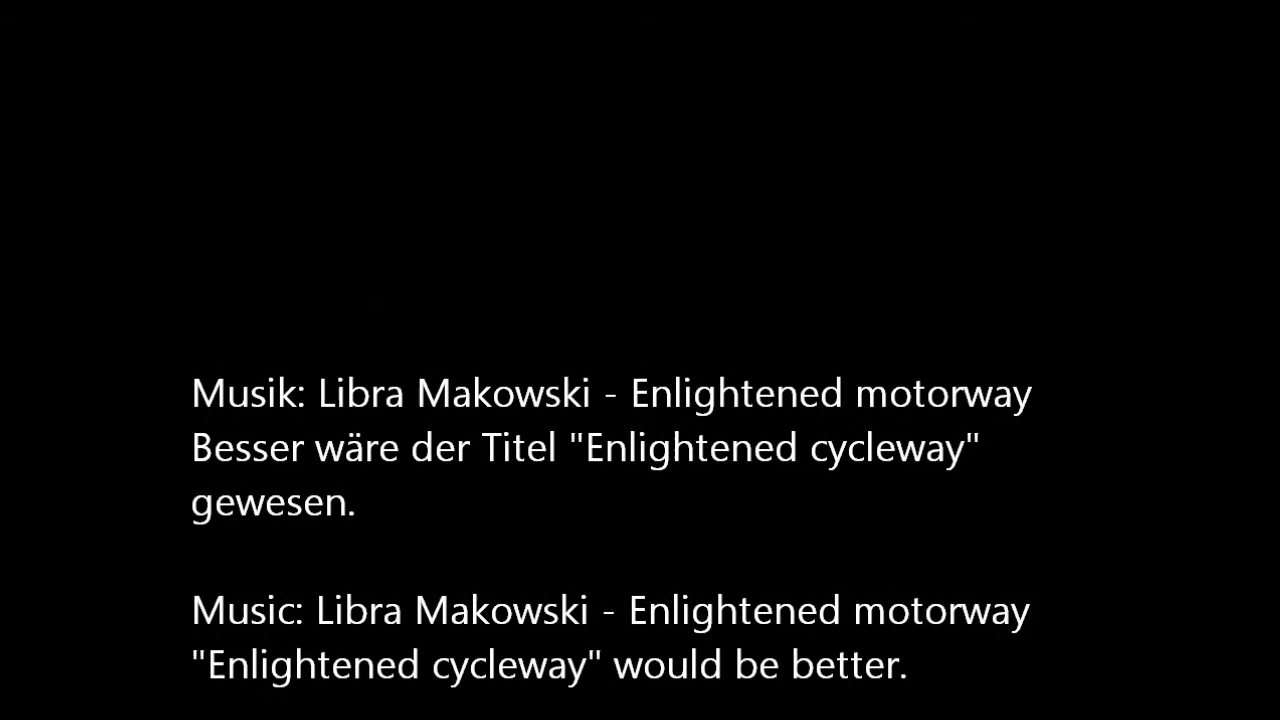 Musik: Libra Makowski - Enlightened motorway
Besser wäre der Titel "Enlightened cycleway"
gewesen.
Music: Libra Makowski - Enlightened motorway
"Enlightened cycleway" would be better.